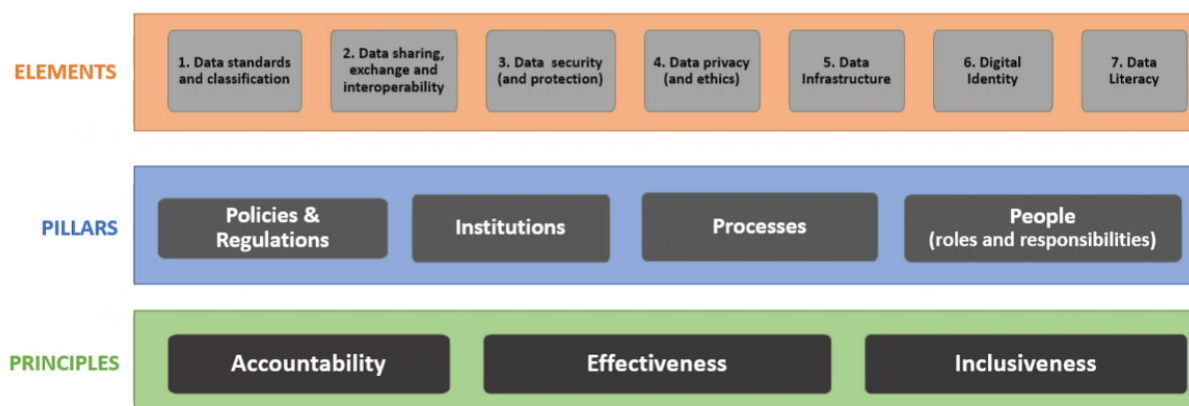 ELEMENTS
1. Data standards
and classification
2. Data sharing,
exchange and
interoperability
3. Data security
(and protection)
4. Data privacy
(and ethics)
5. Data
Infrastructure
6. Digital
Identity
7. Data
Literacy
PILLARS
Policies &
Regulations
Institutions
Processes
People
(roles and responsibilities)
PRINCIPLES
Accountability
Effectiveness
Inclusiveness